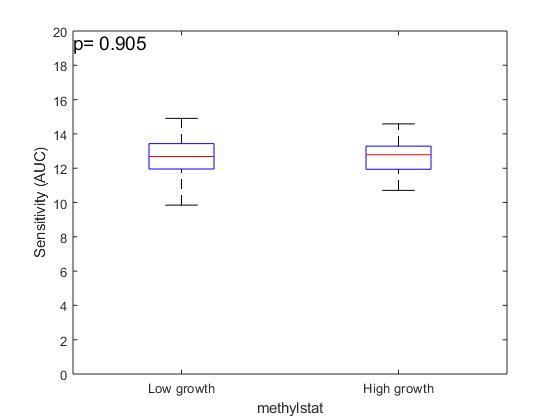 p= 0.905
Sensitivity (AUC)
20
18
16
14
12
10
8
6
4
2
0
Low growth
High growth
methylstat